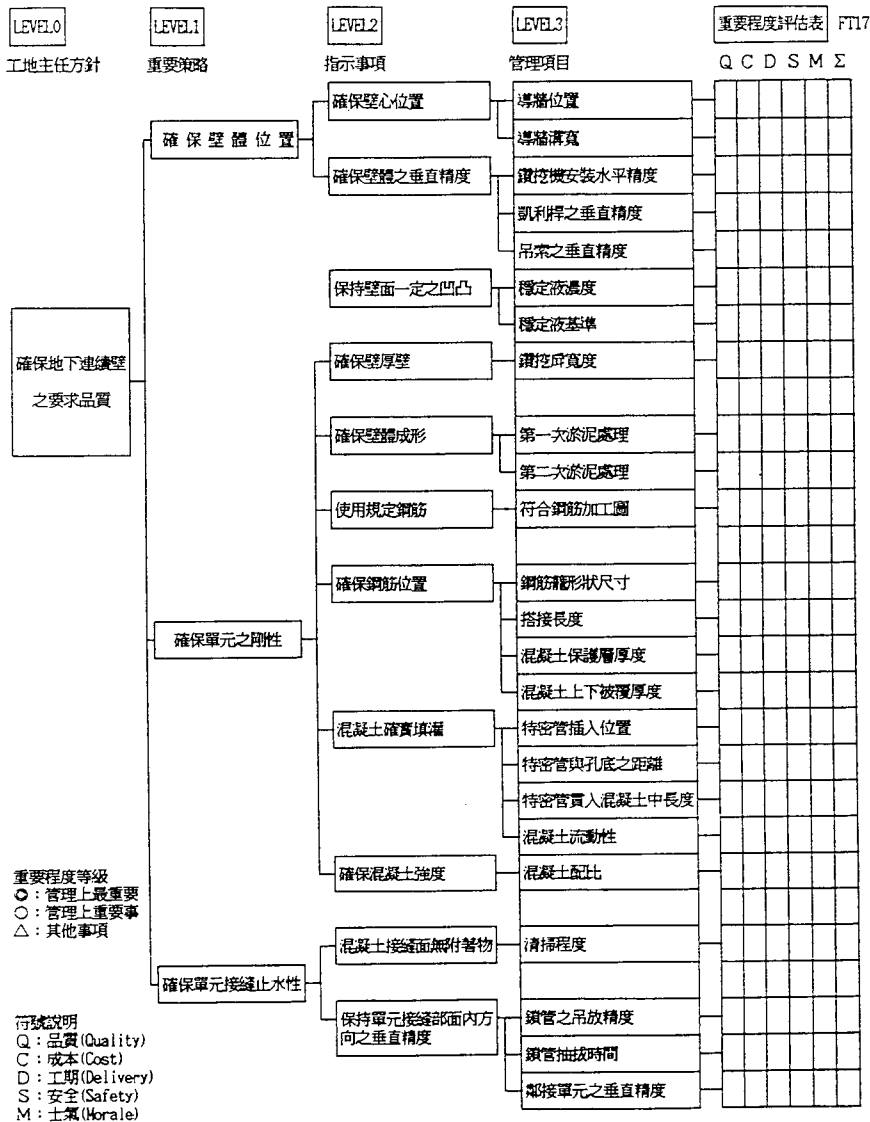 LEVEL0 LEVEL1 LEVEL2 LEVEL3 重要程度評估表 FT17
工地主任方針 重要策略 指示事項 管理項目 Q C D S M Σ
確保壁心位置 導牆位置
確保壁體位置 導牆溝寬
確保壁體之垂直精度 鑽挖機安裝水平精度
凱利桿之垂直精度
吊索之垂直精度
保持壁面一定之凹凸 穩定液濃度
穩定液基準
確保地下連續壁
之要求品質
確保壁厚壁 鑽挖戽寬度
確保壁體成形 第一次淤泥處理
第二次淤泥處理
使用規定鋼筋 符合鋼筋加工圖
確保鋼筋位置 鋼筋籠形狀尺寸
搭接長度
確保單元之剛性 混凝土保護層厚度
混凝土上下被覆厚度
混凝土確實填灌 特密管插入位置
特密管與孔底之距離
特密管貫入混凝土中長度
混凝土流動性
確保混凝土強度 混凝土配比
重要程度等級
◎：管理上最重要
○：管理上重要事
△：其他事項
混凝土接縫面無附著物 清掃程度
確保單元接縫止水性
保持單元接縫部面內方
向之垂直精度
鎖管之吊放精度
鎖管抽拔時間
鄰接單元之垂直精度
符號說明
Q：品質(Quality)
C：成本(Cost)
D：工期(Delivery)
S：安全(Safety)
M：士氣(Morale)